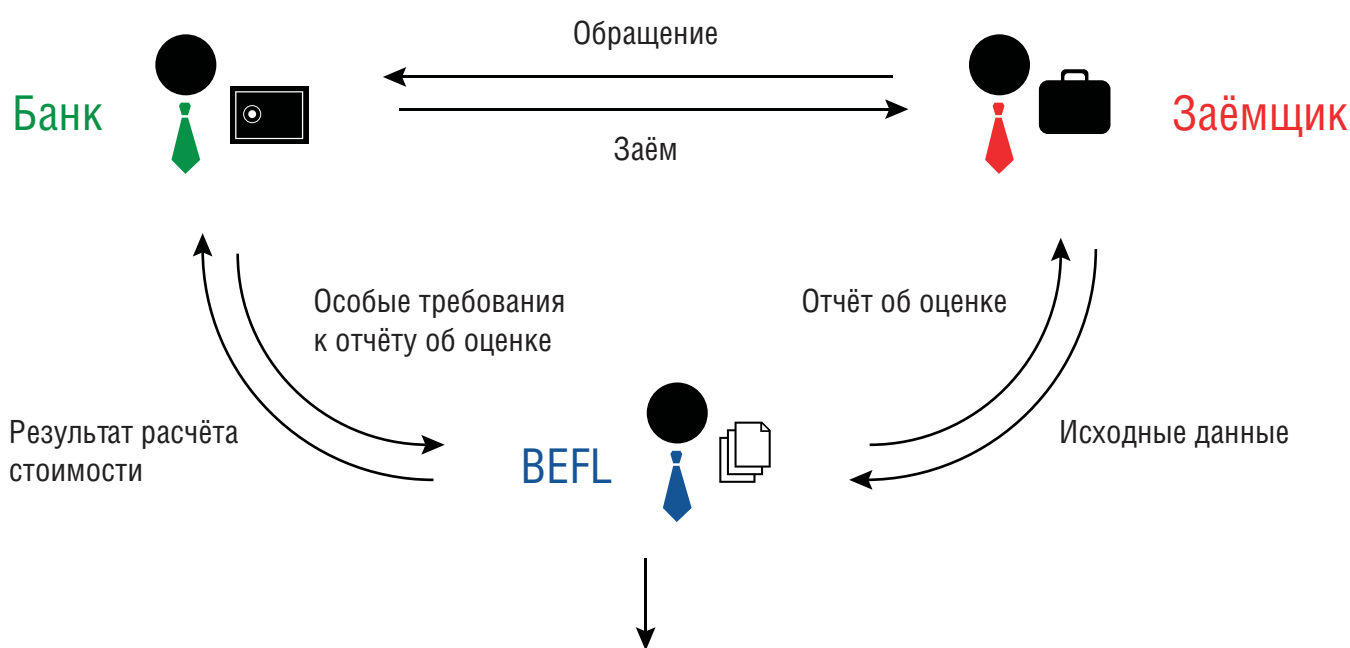 Обращение
Банк
Заёмщик
Заём
Особые требования
к отчёту об оценке
Отчёт об оценке
Результат расчёта
стоимости
Исходные данные
BEFL